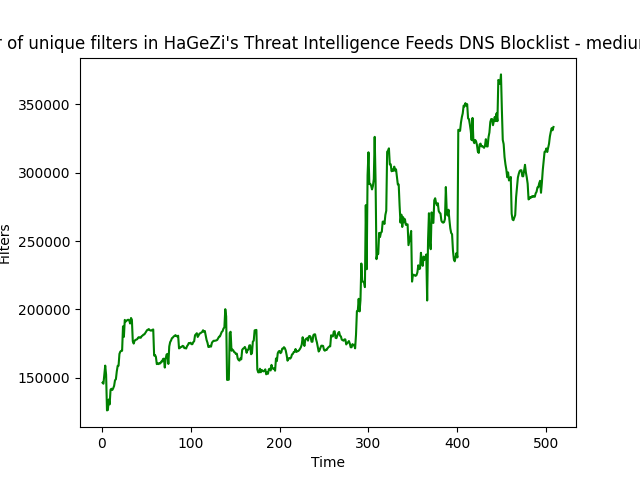 r of unique filters in HaGeZi's Threat Intelligence Feeds DNS Blocklist - mediu
350000
300000
250000
200000
150000
Filters
0 100 200 300 400 500
Time